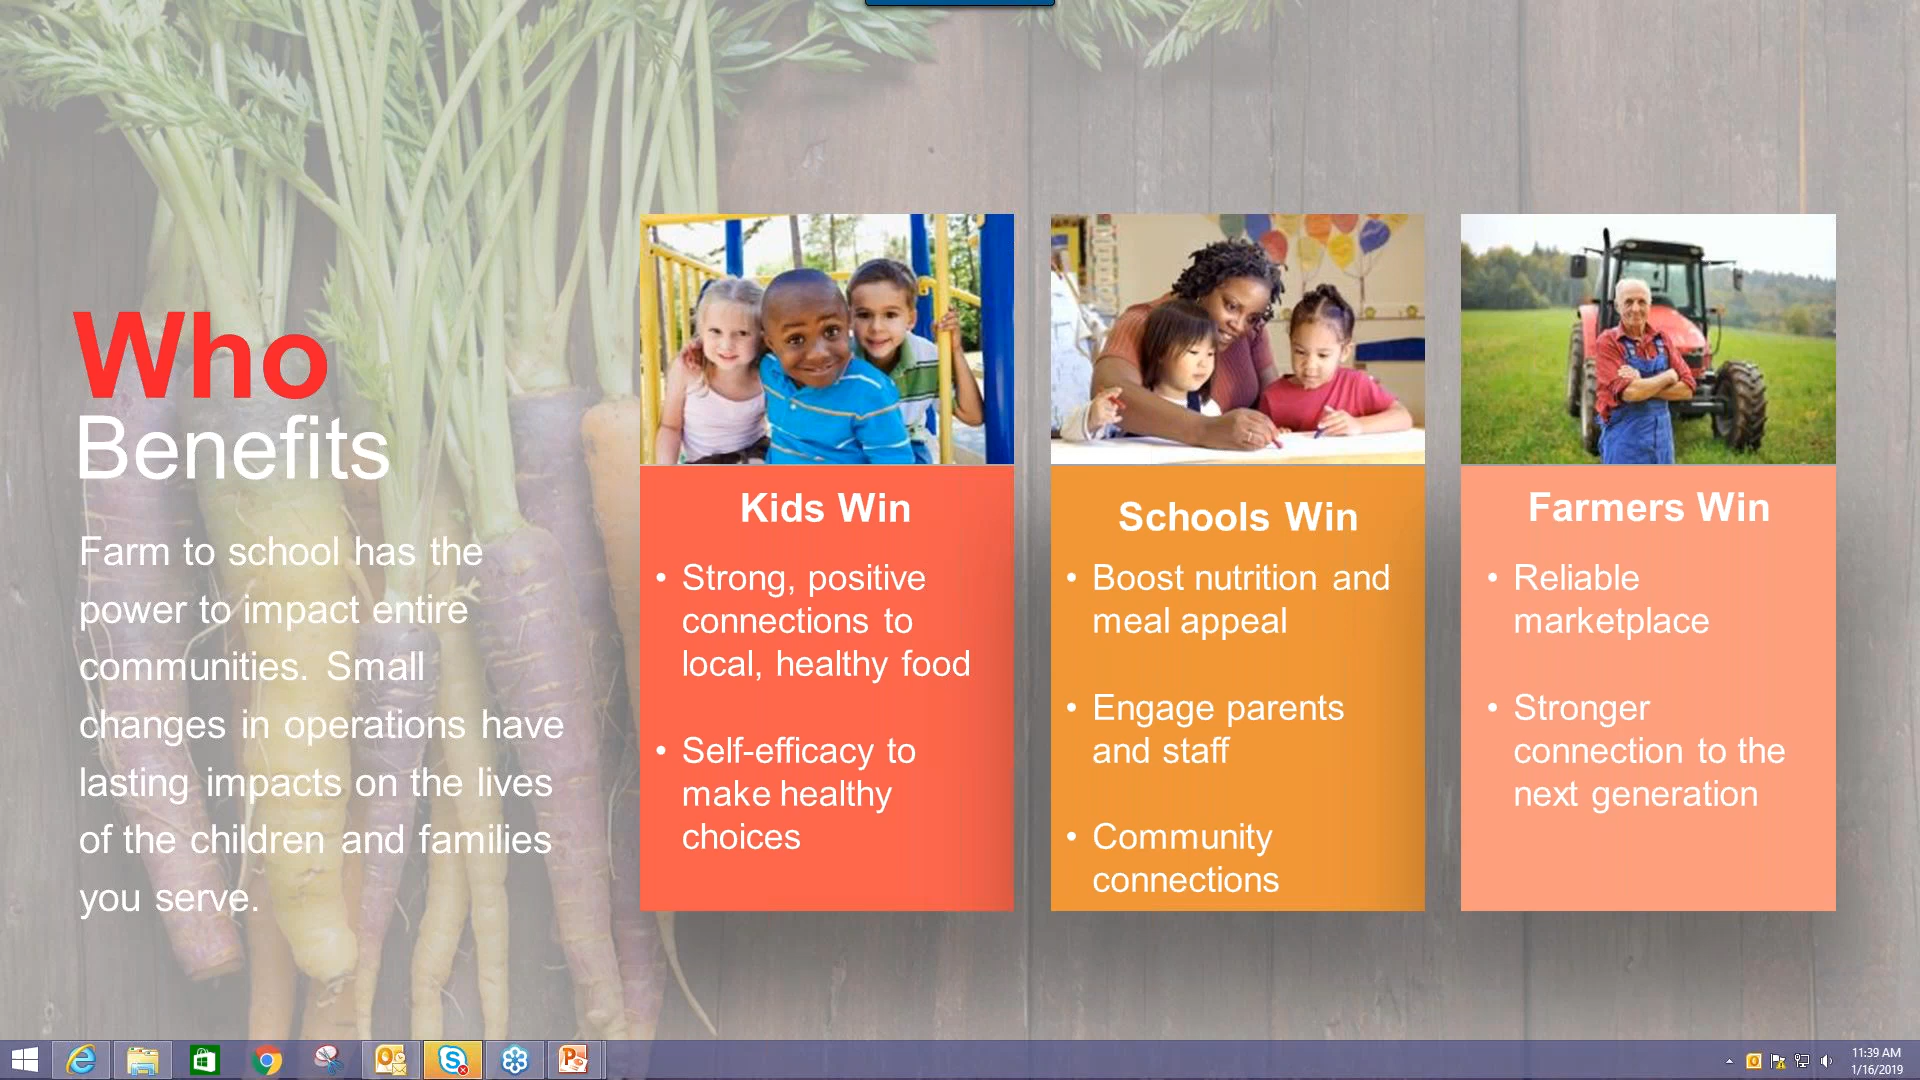 Who
Benefits
Farm to school has the
power to impact entire
communities. Small
changes in operations have
lasting impacts on the lives
of the children and families
you serve.
Kids Win
• Strong, positive
connections to
local, healthy food
• Self-efficacy to
make healthy
choices
Schools Win
• Boost nutrition and
meal appeal
• Engage parents
and staff
• Community
connections
Farmers Win
• Reliable
marketplace
• Stronger
connection to the
next generation
11:39 AM
1/16/2019